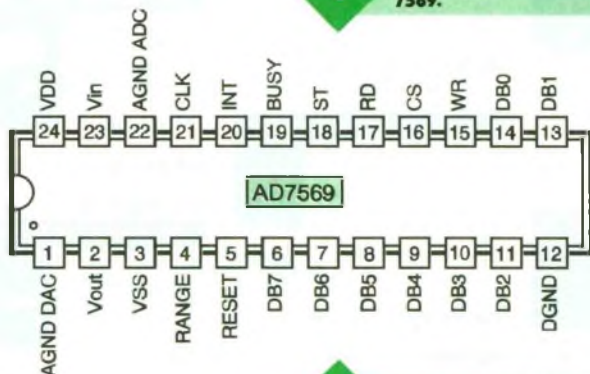 7569.
VDD
Vin
AGND ADC
CLK
INT
BUSY
ST
RD
CS
WR
DB0
DB1
24 23 22 21 20 19 18 17 16 15 14 13
AD7569
1 2 3 4 5 6 7 8 9 10 11 12
AGND DAC
Vout
VSS
RANGE
RESET
DB7
DB6
DB5
DB4
DB3
DB2
DGND